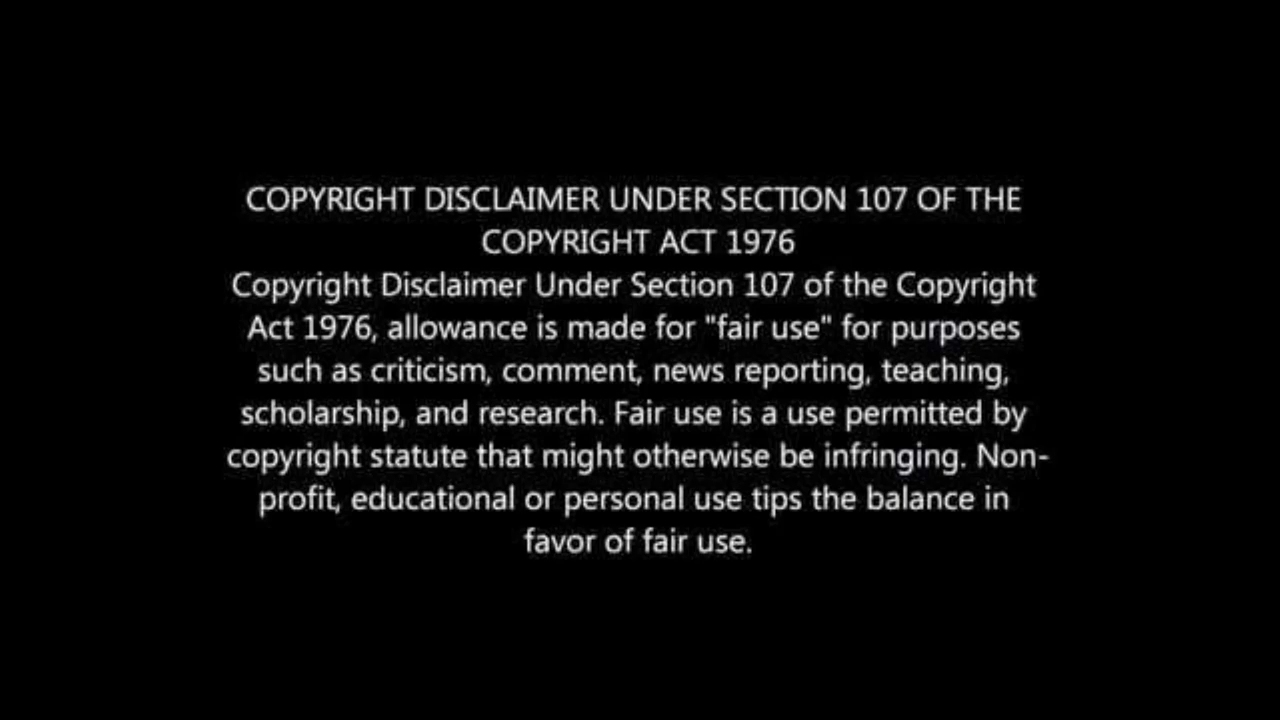 COPYRIGHT DISCLAIMER UNDER SECTION 107 OF THE
COPYRIGHT ACT 1976
Copyright Disclaimer Under Section 107 of the Copyright
Act 1976, allowance is made for "fair use" for purposes
such as criticism, comment, news reporting, teaching,
scholarship, and research. Fair use is a use permitted by
copyright statute that might otherwise be infringing. Non-
profit, educational or personal use tips the balance in
favor of fair use.